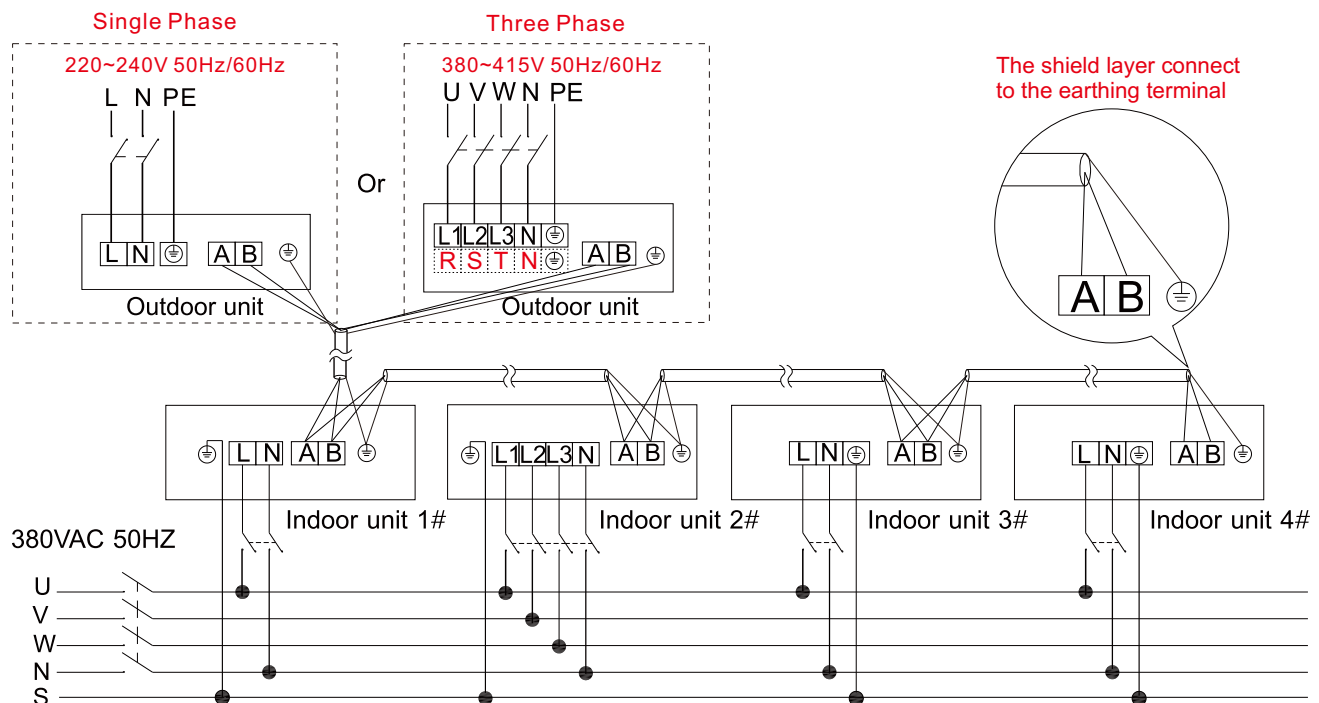 Single Phase
Three Phase
220~240V 50Hz/60Hz
380~415V 50Hz/60Hz
The shield layer connect
to the earthing terminal
L N PE
U V W N PE
Or
L N
A B
L1 L2 L3 N
R S T N
A B
A B
Outdoor unit
Outdoor unit
L N
A B
L1 L2 L3 N
A B
L N
A B
L N
A B
Indoor unit 1#
Indoor unit 2#
Indoor unit 3#
Indoor unit 4#
380VAC 50HZ
U
V
W
N
S